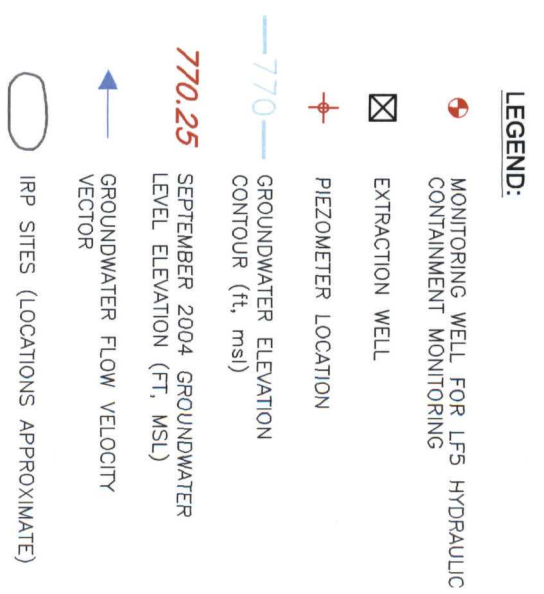 LEGEND:
MONITORING WELL FOR LF5 HYDRAULIC
CONTAINMENT MONITORING
EXTRACTION WELL
PIEZOMETER LOCATION
770
GROUNDWATER ELEVATION
CONTOUR (ft, msl)
770.25
SEPTEMBER 2004 GROUNDWATER
LEVEL ELEVATION (FT, MSL)
GROUNDWATER FLOW VELOCITY
VECTOR
IRP SITES (LOCATIONS APPROXIMATE)